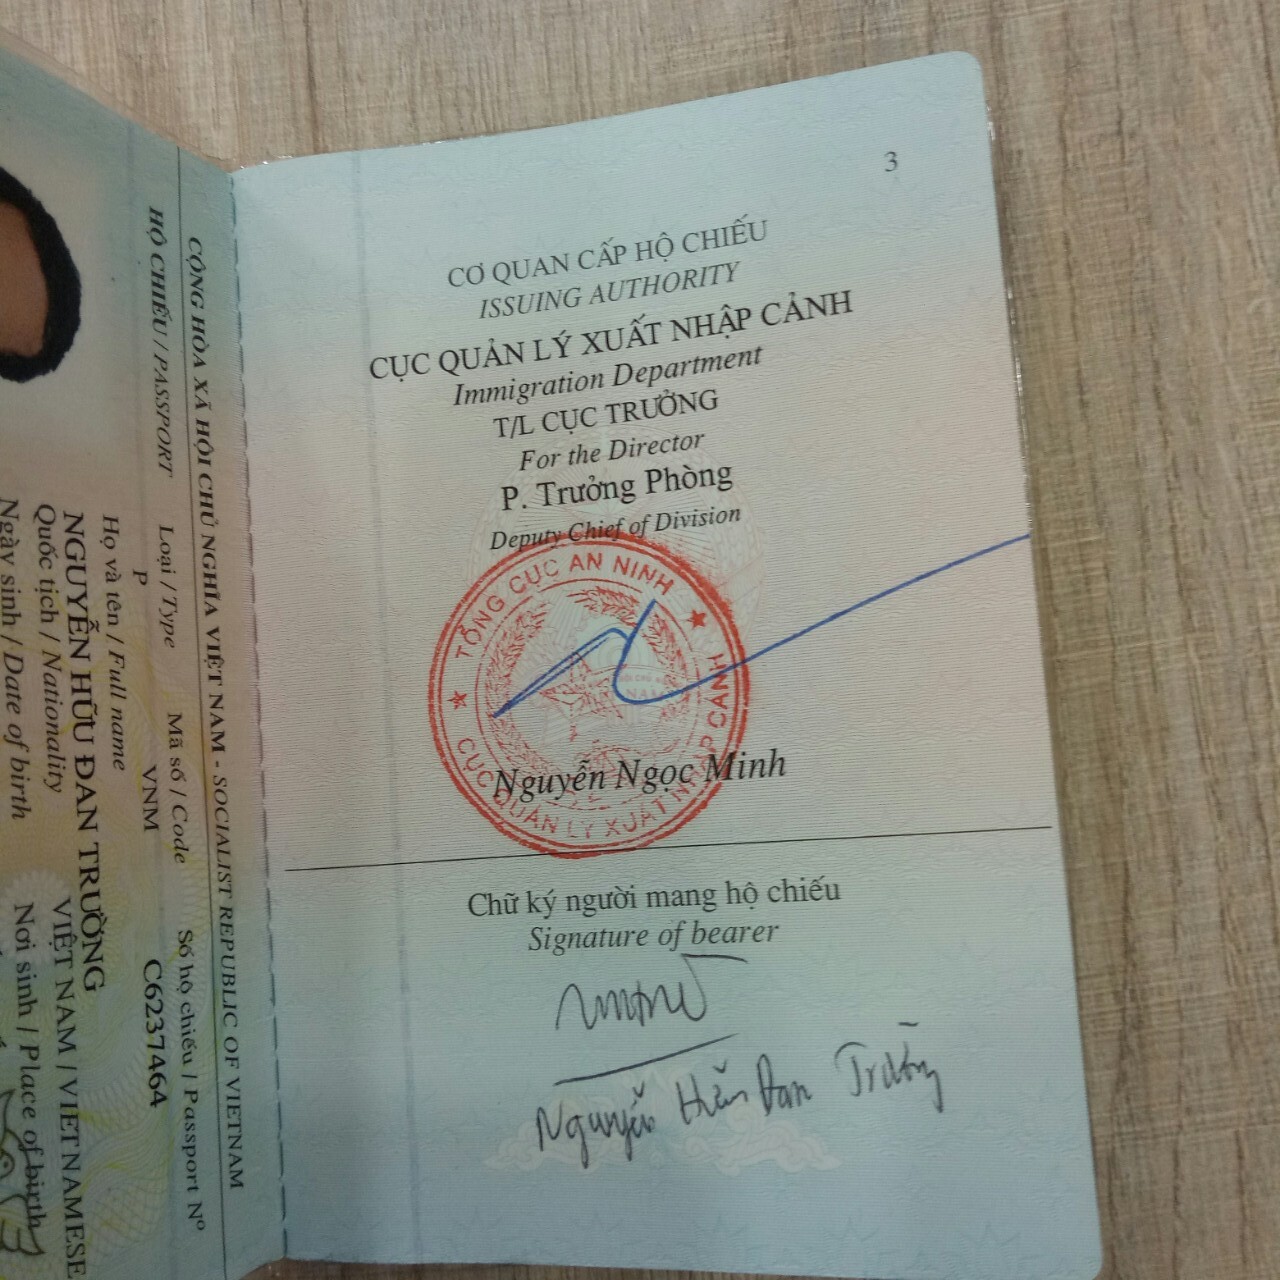 CỘNG HÒA XÃ HỘI CHỦ NGHĨA VIỆT NAM - SOCIALIST REPUBLIC OF VIETNAM
HỘ CHIẾU / PASSPORT
Loại / Type
Mã số / Code
Số hộ chiếu / Passport Nº
P
VNM
C6237464
Họ và tên / Full name
NGUYỄN HỮU ĐAN TRƯỜNG
Quốc tịch / Nationality
VIỆT NAM / VIETNAMESE
Ngày sinh / Date of birth
Nơi sinh / Place of birth
3
CƠ QUAN CẤP HỘ CHIẾU
ISSUING AUTHORITY
CỤC QUẢN LÝ XUẤT NHẬP CẢNH
Immigration Department
T/L CỤC TRƯỞNG
For the Director
P. Trưởng Phòng
Deputy Chief of Division
TỔNG CỤC AN NINH
CỤC QUẢN LÝ XUẤT NHẬP CẢNH
Nguyễn Ngọc Minh
Chữ ký người mang hộ chiếu
Signature of bearer
Nguyễn Hữu Đan Trường